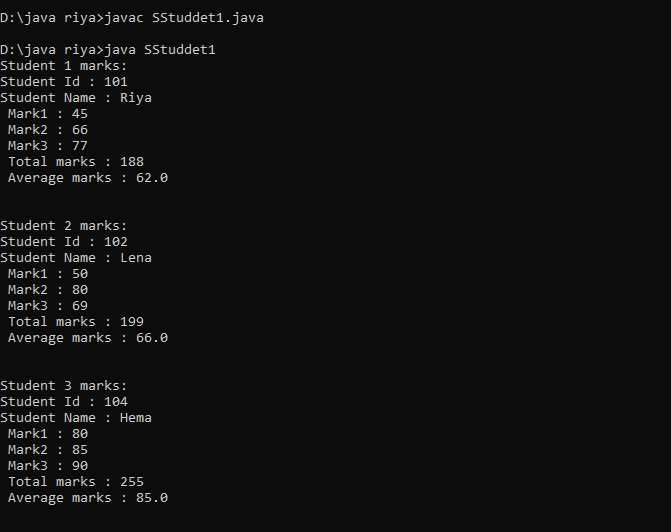 D:\java riya>javac SStuddet1.java
D:\java riya>java SStuddet1
Student 1 marks:
Student Id : 101
Student Name : Riya
Mark1 : 45
Mark2 : 66
Mark3 : 77
Total marks : 188
Average marks : 62.0
Student 2 marks:
Student Id : 102
Student Name : Lena
Mark1 : 50
Mark2 : 80
Mark3 : 69
Total marks : 199
Average marks : 66.0
Student 3 marks:
Student Id : 104
Student Name : Hema
Mark1 : 80
Mark2 : 85
Mark3 : 90
Total marks : 255
Average marks : 85.0